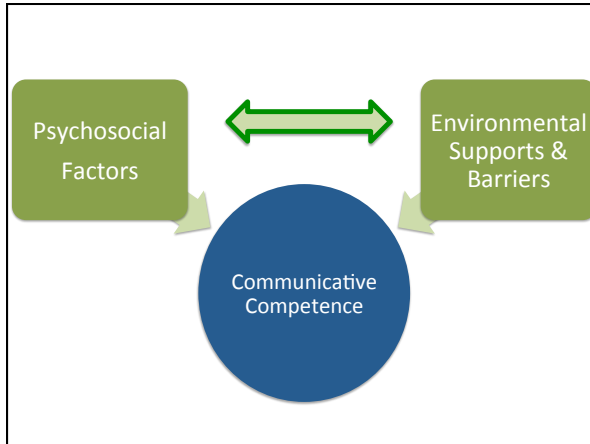 Psychosocial
Factors
Environmental
Supports &
Barriers
Communicative
Competence